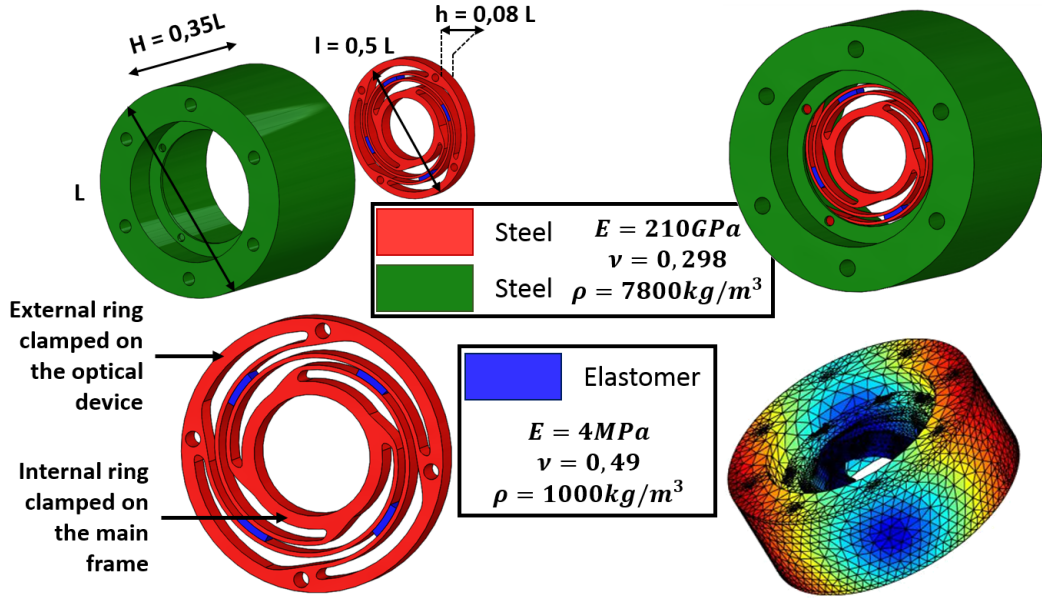 H = 0,35L
l = 0,5 L
h = 0,08 L
L
Steel
Steel
E = 210GPa
ν = 0,298
ρ = 7800kg/m³
External ring
clamped on
the optical
device
Internal ring
clamped on
the main
frame
Elastomer
E = 4MPa
ν = 0,49
ρ = 1000kg/m³